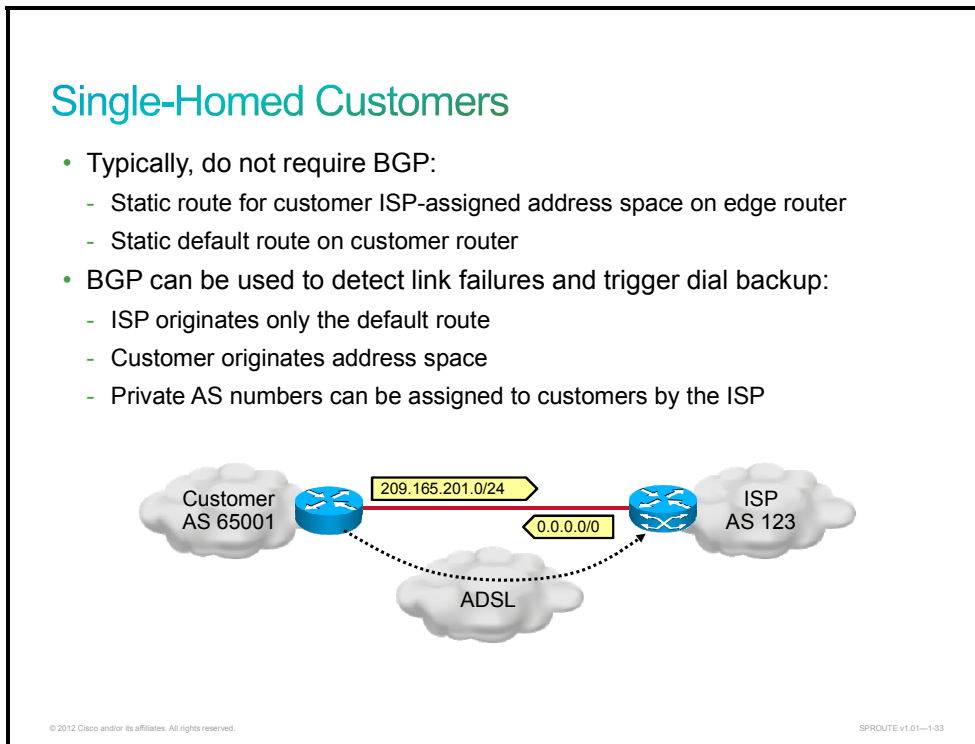 Single-Homed Customers
• Typically, do not require BGP:
- Static route for customer ISP-assigned address space on edge router
- Static default route on customer router
• BGP can be used to detect link failures and trigger dial backup:
- ISP originates only the default route
- Customer originates address space
- Private AS numbers can be assigned to customers by the ISP
Customer
AS 65001
209.165.201.0/24
0.0.0.0/0
ISP
AS 123
ADSL
© 2012 Cisco and/or its affiliates. All rights reserved.
SPROUTE v1.01—1-33